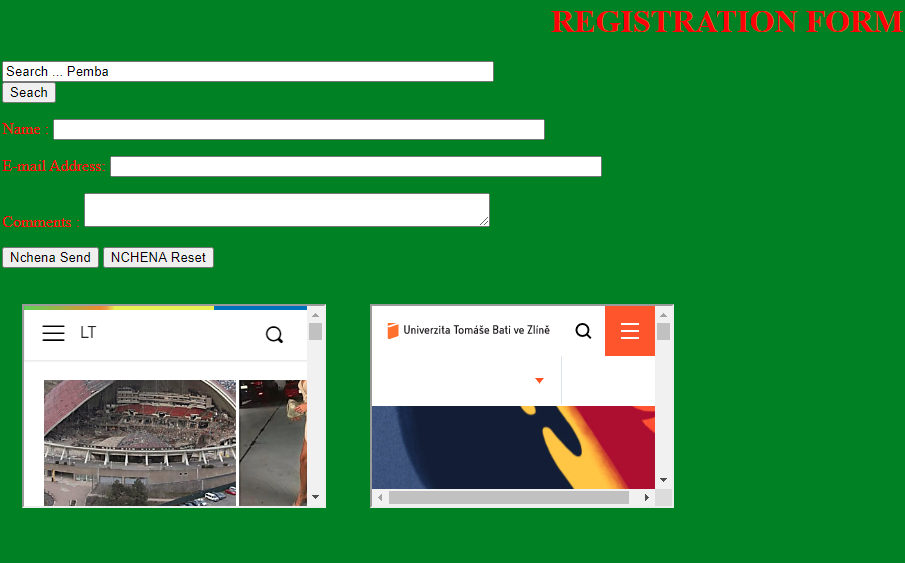 REGISTRATION FORM
Search ... Pemba
Seach
Name :
E-mail Address:
Comments :
Nchena Send NCHENA Reset
LT
Univerzita Tomáše Bati ve Zlíně